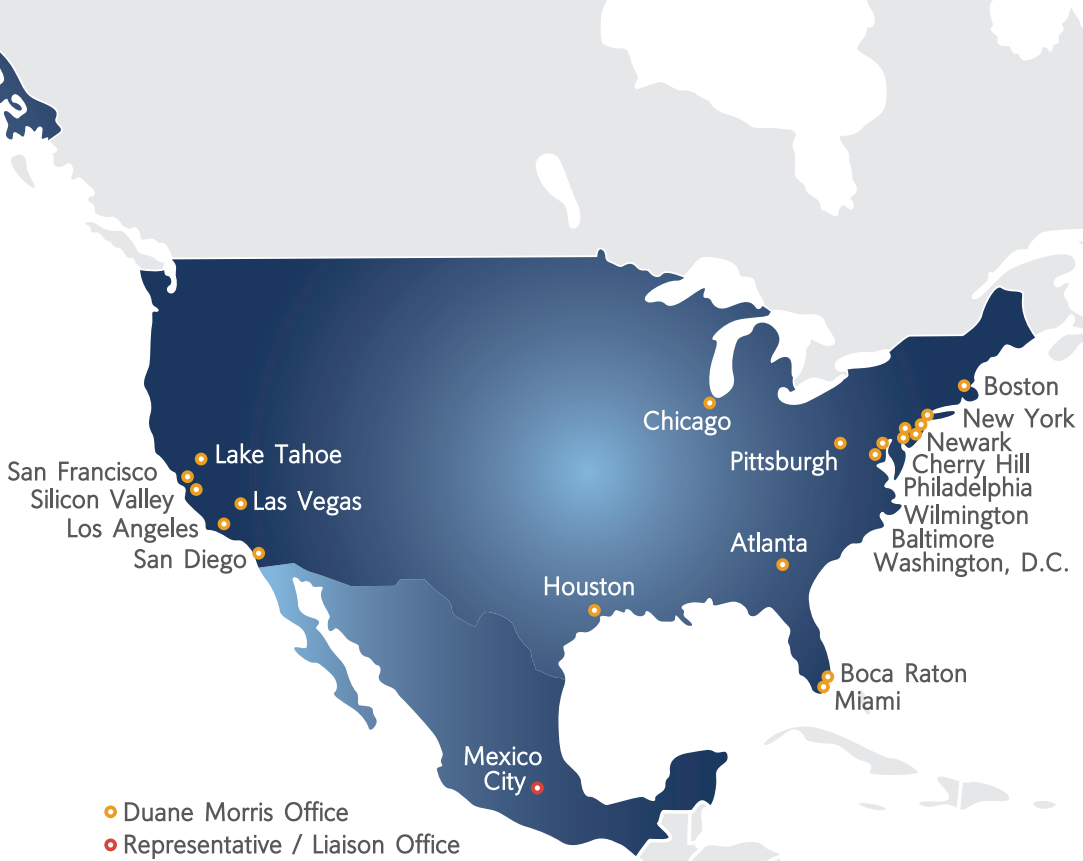 Boston
New York
Chicago
Newark
Pittsburgh
Cherry Hill
Philadelphia
Wilmington
Baltimore
Washington, D.C.
Lake Tahoe
San Francisco
Silicon Valley
Las Vegas
Los Angeles
San Diego
Atlanta
Houston
Boca Raton
Miami
Mexico
City
Duane Morris Office
Representative / Liaison Office